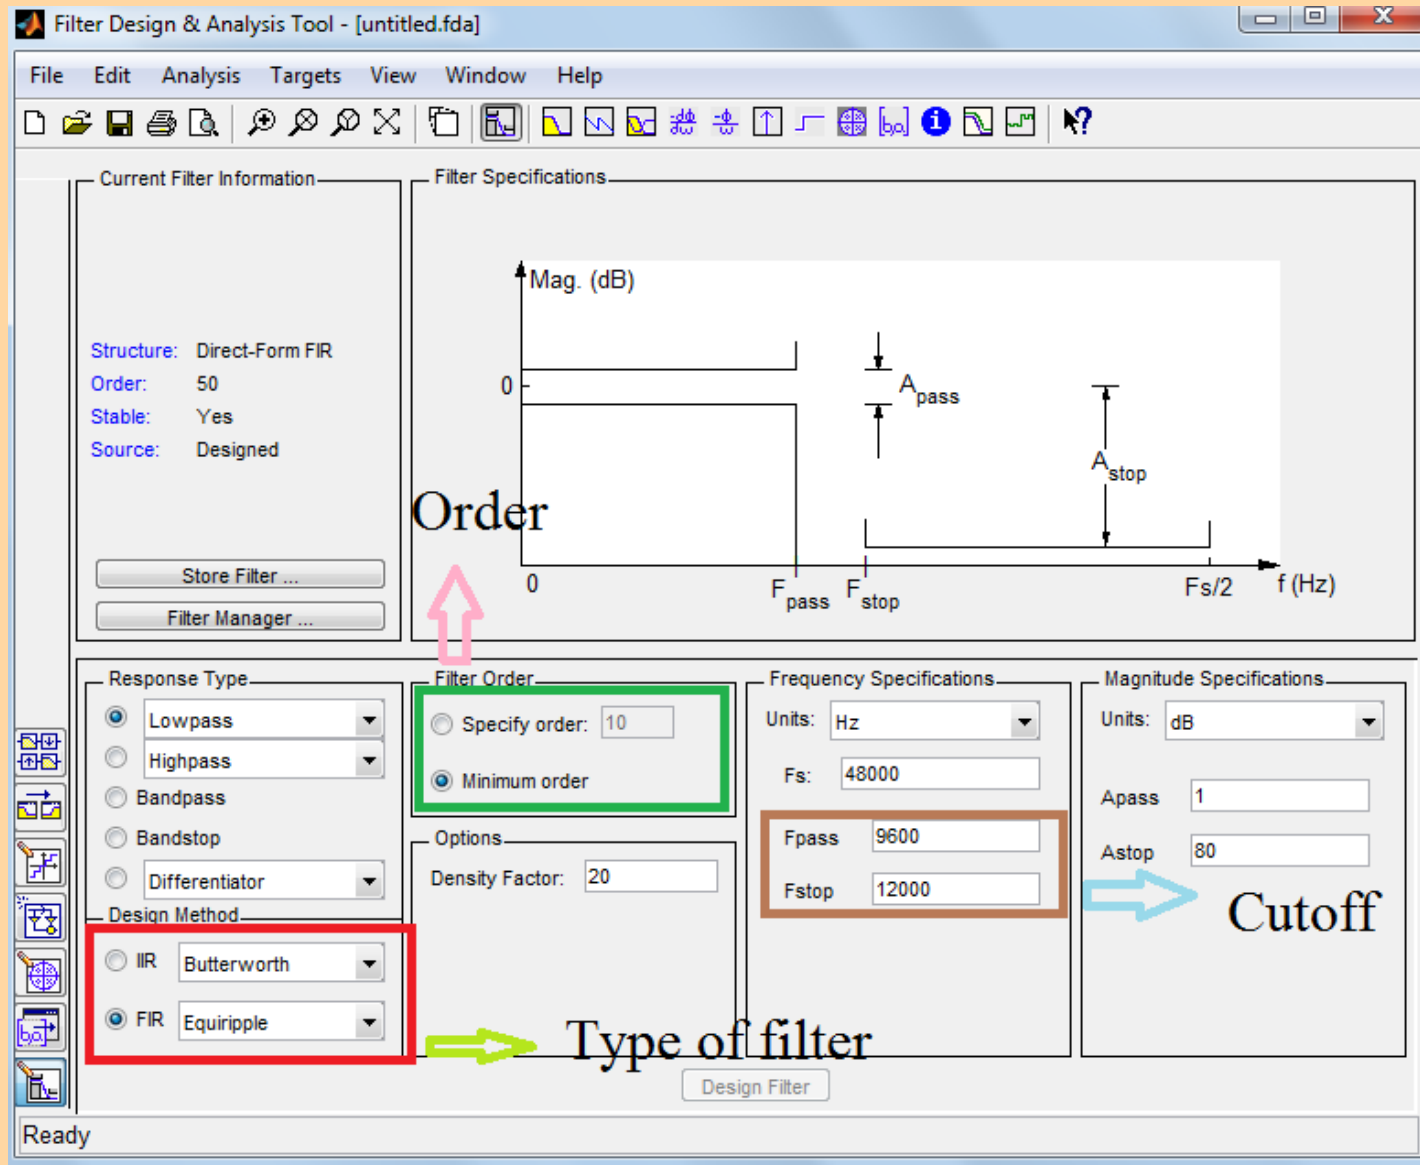 Filter Design & Analysis Tool - [untitled.fda]
File Edit Analysis Targets View Window Help
Current Filter Information
Structure: Direct-Form FIR
Order: 50
Stable: Yes
Source: Designed
Store Filter ...
Filter Manager ...
Filter Specifications
Mag. (dB)
0
A pass
A stop
0
F pass
F stop
Fs/2
f (Hz)
Order
Response Type
Lowpass
Highpass
Bandpass
Bandstop
Differentiator
Design Method
IIR Butterworth
FIR Equiripple
Type of filter
Filter Order
Specify order: 10
Minimum order
Options
Density Factor: 20
Frequency Specifications
Units: Hz
Fs: 48000
Fpass 9600
Fstop 12000
Cutoff
Magnitude Specifications
Units: dB
Apass 1
Astop 80
Design Filter
Ready